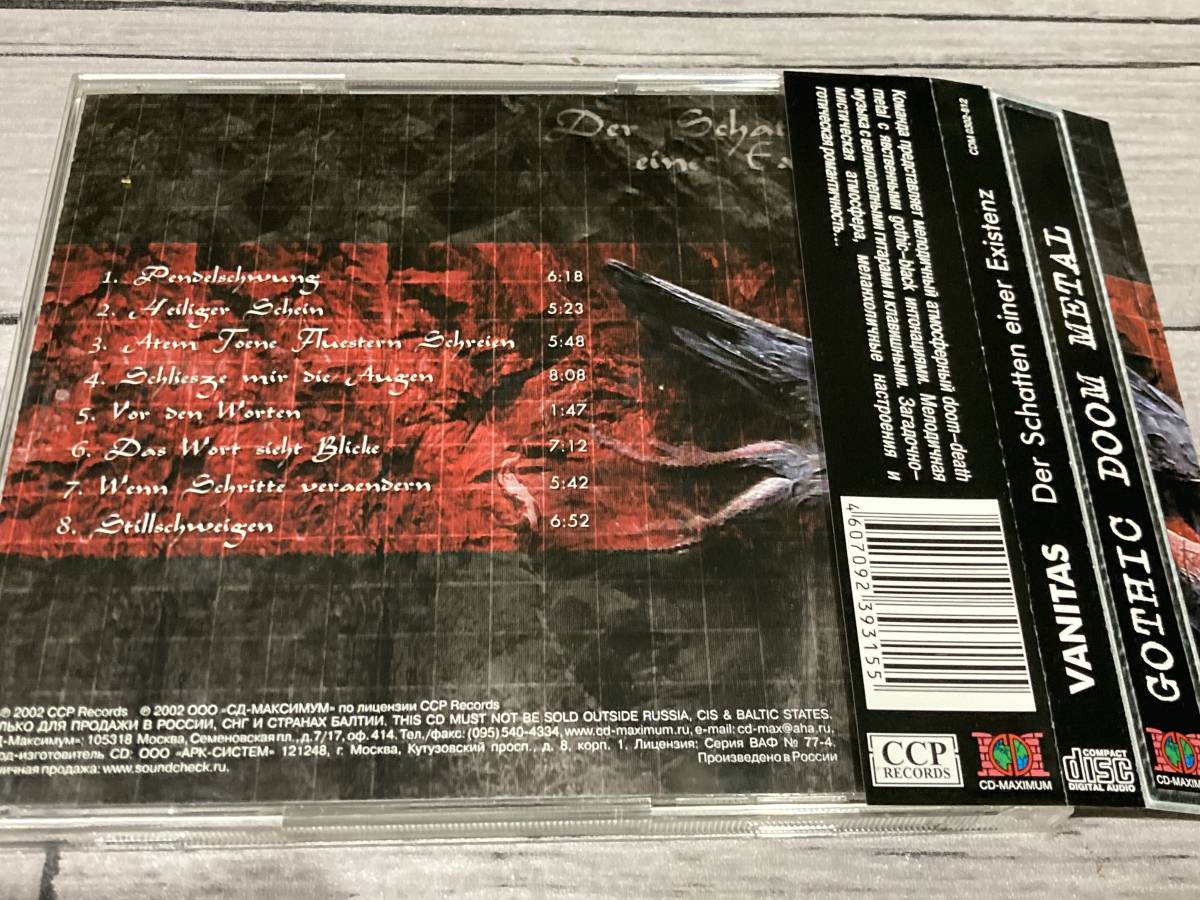 Der Schat
einer Ex
1. Pendelschwung 6:18
2. Heiliger Schein 5:23
3. Atem Toene Fluestern Schreien 5:48
4. Schliesze mir die Augen 8:08
5. Vor den Worten 1:47
6. Das Wort sieht Blicke 7:12
7. Wenn Schritte veraendern 5:42
8. Stillschweigen 6:52
℗ 2002 CCP Records ℗ 2002 ООО «СД-МАКСИМУМ» по лицензии CCP Records
ЛЬКО ДЛЯ ПРОДАЖИ В РОССИИ, СНГ И СТРАНАХ БАЛТИИ. THIS CD MUST NOT BE SOLD OUTSIDE RUSSIA, CIS & BALTIC STATES.
Д-Максимум»: 105318 Москва, Семеновская пл., д.7/17, оф. 414. Тел./факс: (095) 540-4334, www.cd-maximum.ru, e-mail: cd-max@aha.ru.
од-изготовитель CD: ООО «АРК-СИСТЕМ» 121248, г. Москва, Кутузовский просп., д. 8, корп. 1. Лицензия: Серия ВАФ № 77-4.
ничная продажа: www.soundcheck.ru.
Произведено в России
Команда представляет мелодичный атмосферный doom-death
metal с явственными gothic-black интонациями. Мелодичная
музыка с великолепными гитарами и клавишными. Загадочно-
мистическая атмосфера, меланхоличные настроения и
готическая романтичность...
4607092393155
CCP
RECORDS
CD-MAXIMUM
CDM 0302-912
VANITAS Der Schatten einer Existenz
COMPACT
disc
DIGITAL AUDIO
GOTHIC DOOM METAL
CD-MAXIMUM